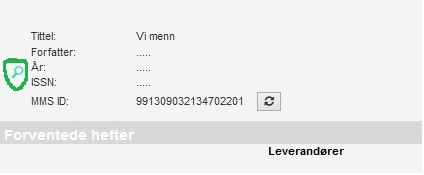 Tittel: Vi menn
Forfatter: .....
År: .....
ISSN: .....
MMS ID: 991309032134702201
Forventede hefter
Leverandører